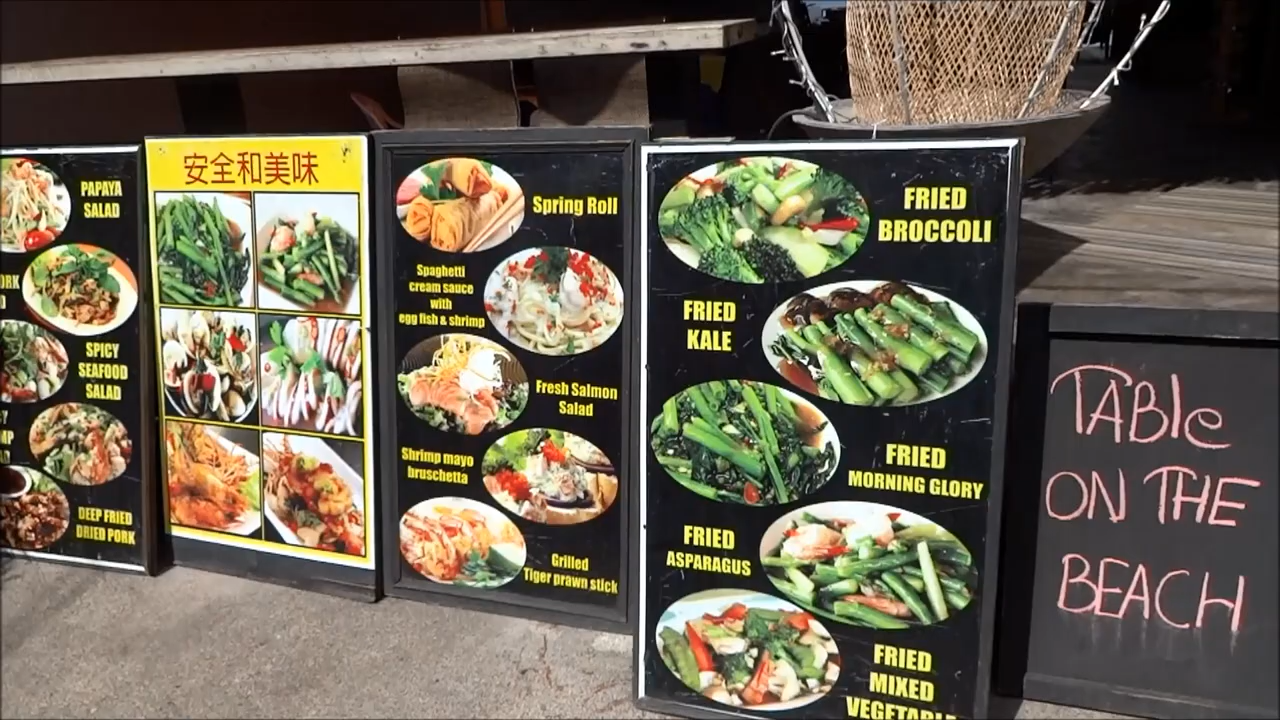 PAPAYA
SALAD
SPICY
SEAFOOD
SALAD
DEEP FRIED
DRIED PORK
安全和美味
Spring Roll
Spaghetti
cream sauce
with
egg fish & shrimp
Fresh Salmon
Salad
Shrimp mayo
bruschetta
Grilled
Tiger prawn stick
FRIED
BROCCOLI
FRIED
KALE
FRIED
MORNING GLORY
FRIED
ASPARAGUS
FRIED
MIXED
VEGETABL
TABLE
ON THE
BEACH